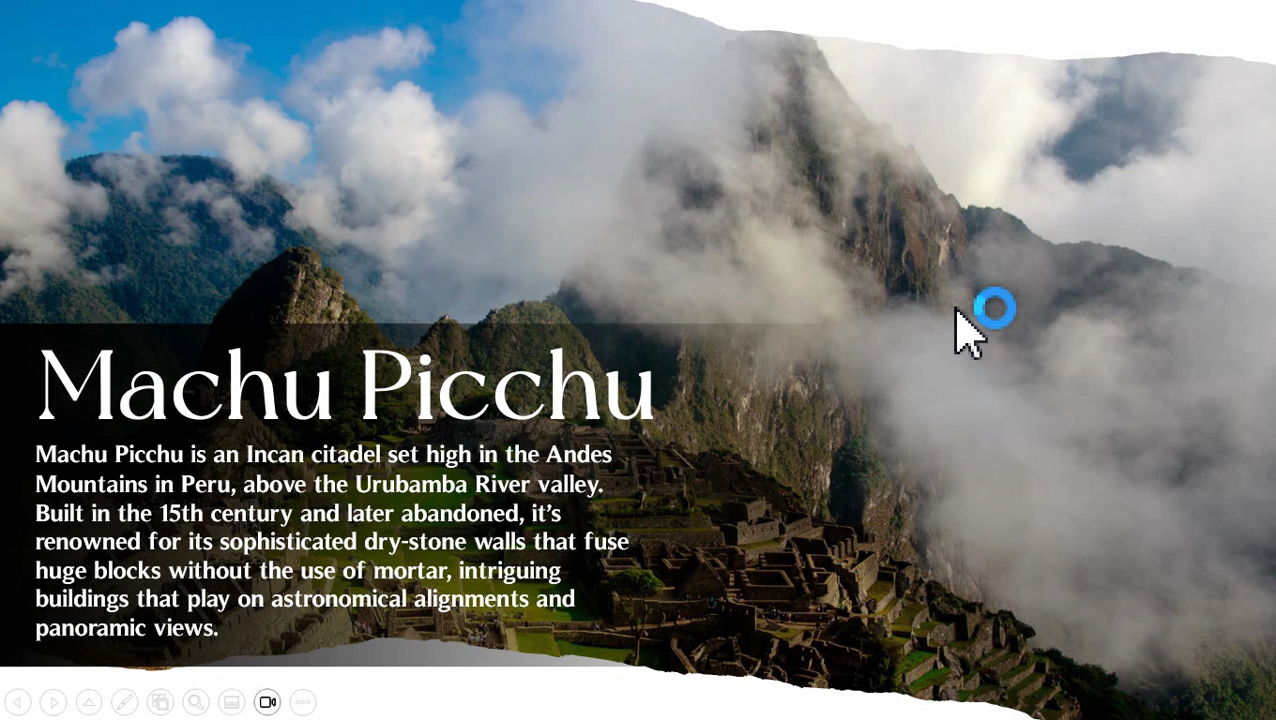 Machu Picchu
Machu Picchu is an Incan citadel set high in the Andes
Mountains in Peru, above the Urubamba River valley.
Built in the 15th century and later abandoned, it’s
renowned for its sophisticated dry-stone walls that fuse
huge blocks without the use of mortar, intriguing
buildings that play on astronomical alignments and
panoramic views.